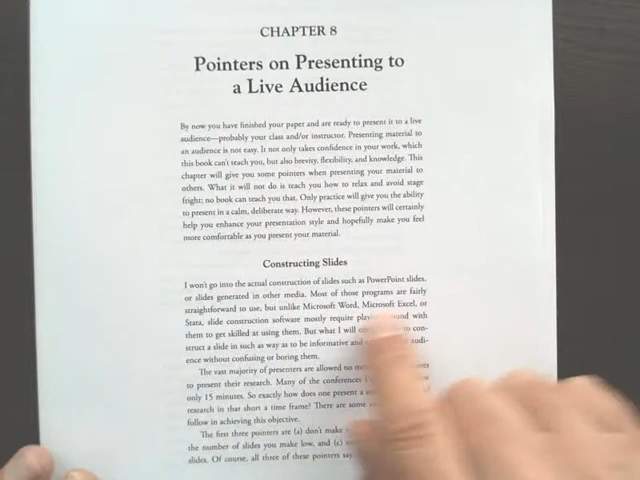 CHAPTER 8
Pointers on Presenting to
a Live Audience
By now you have finished your paper and are ready to present it to a live
audience—probably your class and/or instructor. Presenting material to
an audience is not easy. It not only takes confidence in your work, which
this book can't teach you, but also brevity, flexibility, and knowledge. This
chapter will give you some pointers when presenting your material to
others. What it will not do is teach you how to relax and avoid stage
fright; no book can teach you that. Only practice will give you the ability
to present in a calm, deliberate way. However, these pointers will certainly
help you enhance your presentation style and hopefully make you feel
more comfortable as you present your material.
Constructing Slides
I won't go into the actual construction of slides such as PowerPoint slides,
or slides generated in other media. Most of those programs are fairly
straightforward to use, but unlike Microsoft Word, Microsoft Excel, or
Stata, slide construction software mostly require with
them to get skilled at using them. But what I will to con-
struct a slide in such as way as to be informative and audi-
ence without confusing or boring them.
The vast majority of presenters are allowed no
to present their research. Many of the conferences
only 15 minutes. So exactly how does one present a
research in that short a time frame? There are some
follow in achieving this objective.
The first three pointers are (a) don't make
the number of slides you make low, and (c)
slides. Of course, all three of these pointers say